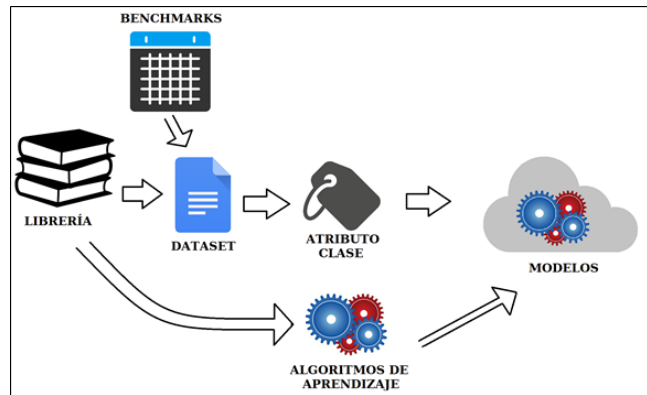 BENCHMARKS
LIBRERÍA
DATASET
ATRIBUTO
CLASE
MODELOS
ALGORITMOS DE
APRENDIZAJE